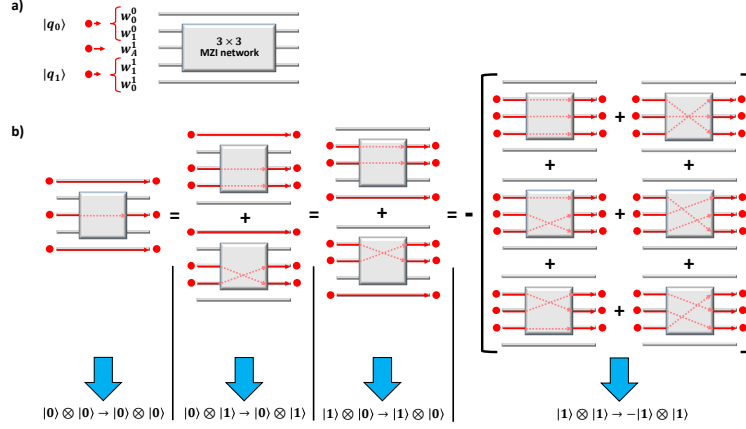 a)
|q₀⟩
w₀⁰
w₁⁰
w_A¹
|q₁⟩
w₁¹
w₀¹
3 × 3
MZI network
b)
= + = + = - + + + + + + +
|0⟩ ⊗ |0⟩ → |0⟩ ⊗ |0⟩
|0⟩ ⊗ |1⟩ → |0⟩ ⊗ |1⟩
|1⟩ ⊗ |0⟩ → |1⟩ ⊗ |0⟩
|1⟩ ⊗ |1⟩ → −|1⟩ ⊗ |1⟩